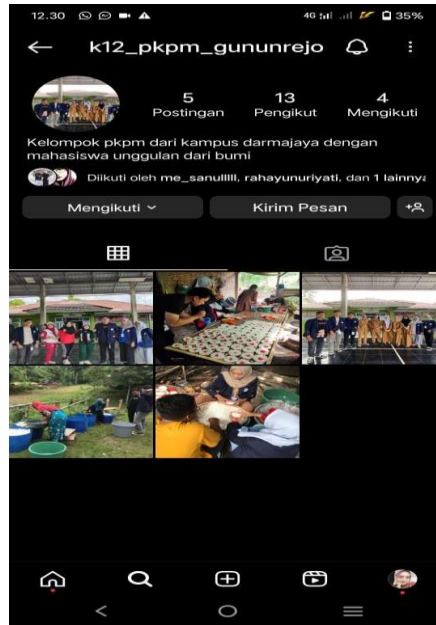 12.30 4G 35%
k12_pkpm_gununrejo
5 13 4
Postingan Pengikut Mengikuti
Kelompok pkpm dari kampus darmajaya dengan
mahasiswa unggulan dari bumi
Diikuti oleh me_sanulllll, rahayunuriyati, dan 1 lainnya
Mengikuti Kirim Pesan